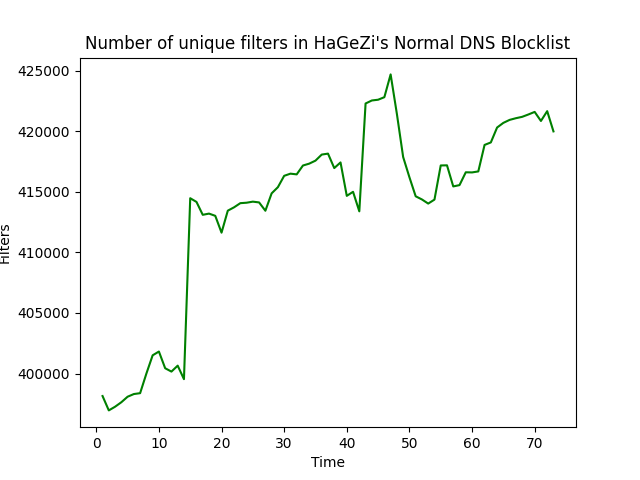 Number of unique filters in HaGeZi's Normal DNS Blocklist
425000
420000
415000
410000
405000
400000
Filters
0 10 20 30 40 50 60 70
Time